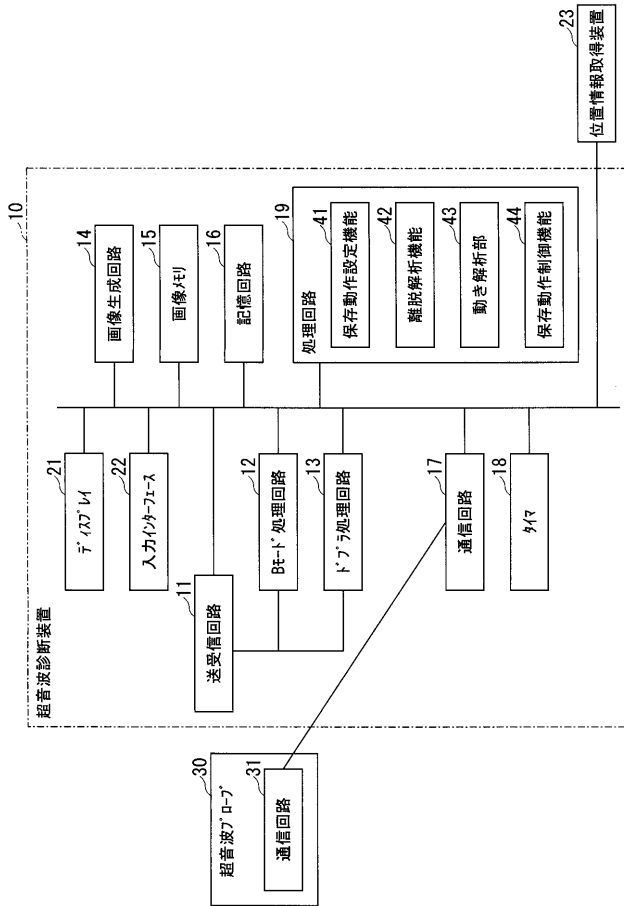 10
超音波診断装置
21
ディスプレイ
22
入力インターフェース
11
送受信回路
12
Bモード処理回路
13
ドプラ処理回路
17
通信回路
18
タイマ
14
画像生成回路
15
画像メモリ
16
記憶回路
19
処理回路
41
保存動作設定機能
42
離脱解析機能
43
動き解析部
44
保存動作制御機能
23
位置情報取得装置
30
超音波プローブ
31
通信回路